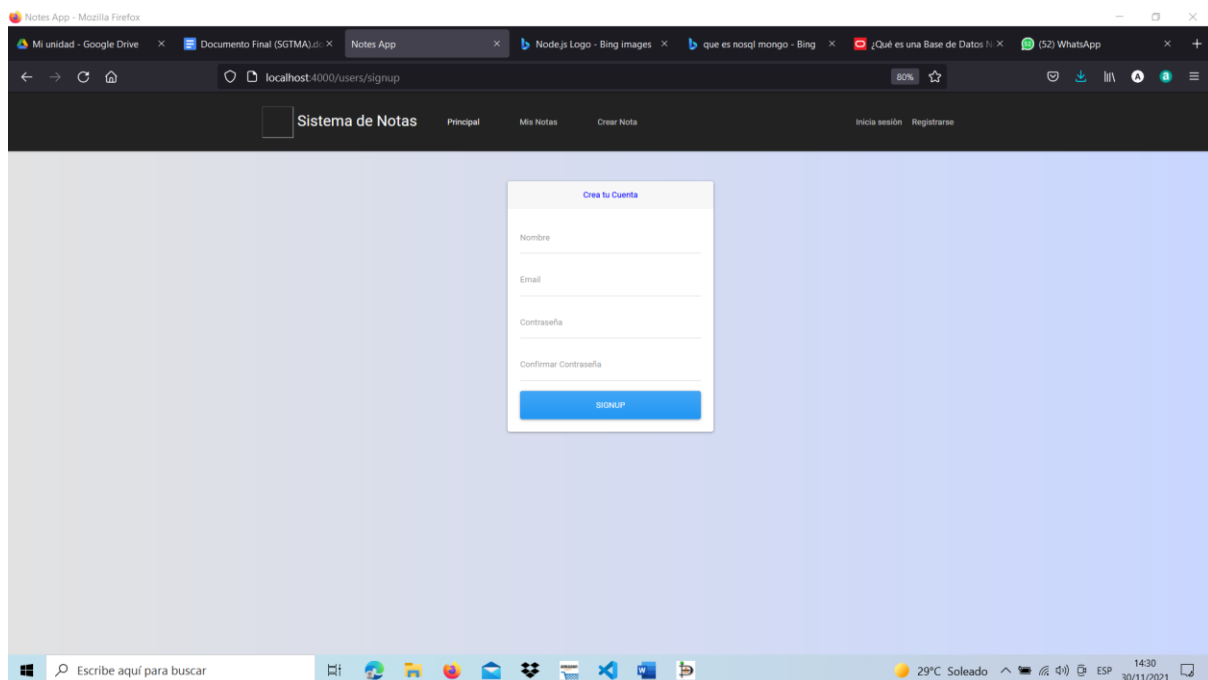 Notes App - Mozilla Firefox
Mi unidad - Google Drive Documento Final (SGTMA).do Notes App Node.js Logo - Bing images que es nosql mongo - Bing ¿Qué es una Base de Datos N (52) WhatsApp
localhost:4000/users/signup 80%
Sistema de Notas Principal Mis Notas Crear Nota Inicia sesión Registrarse
Crea tu Cuenta
Nombre
Email
Contraseña
Confirmar Contraseña
SIGNUP
Escribe aquí para buscar 29°C Soleado ESP 14:30
30/11/2021